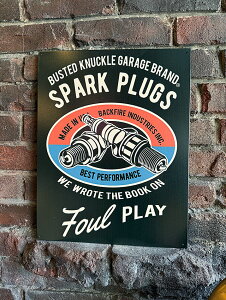 BUSTED KNUCKLE GARAGE BRAND®
SPARK PLUGS
MADE BY
BACKFIRE INDUSTRIES INC.
BEST PERFORMANCE
WE WROTE THE BOOK ON
Foul PLAY